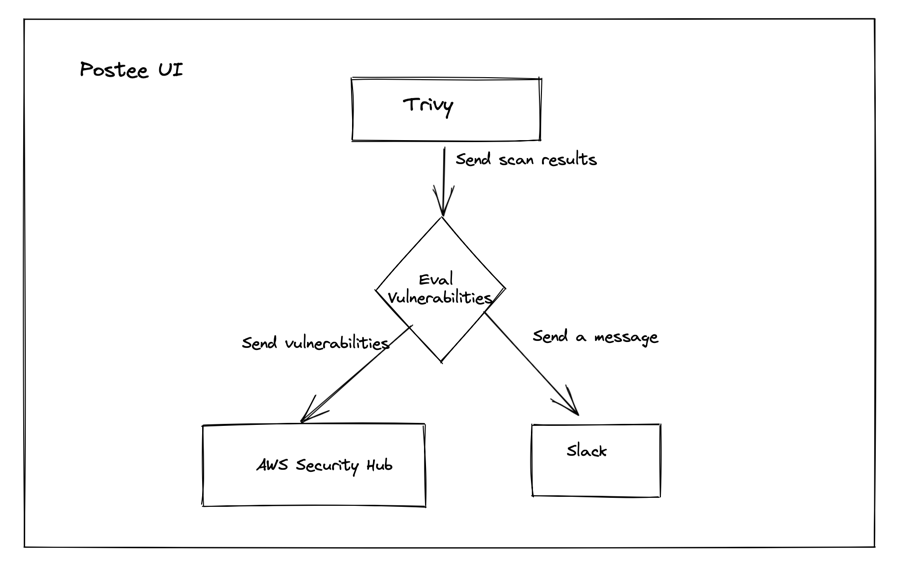 Postee UI
Trivy
Send scan results
Eval
Vulnerabilities
Send vulnerabilities
Send a message
AWS Security Hub
Slack